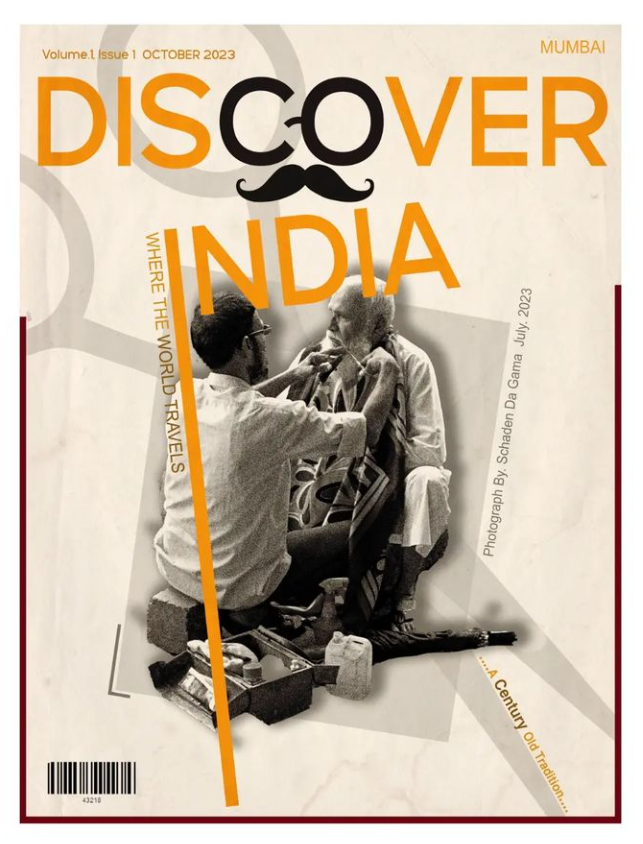 Volume.1, Issue 1 OCTOBER 2023
MUMBAI
DISCOVER
INDIA
WHERE THE WORLD TRAVELS
Photograph By. Schaden Da Gama July. 2023
....A Century Old Tradition....
43218